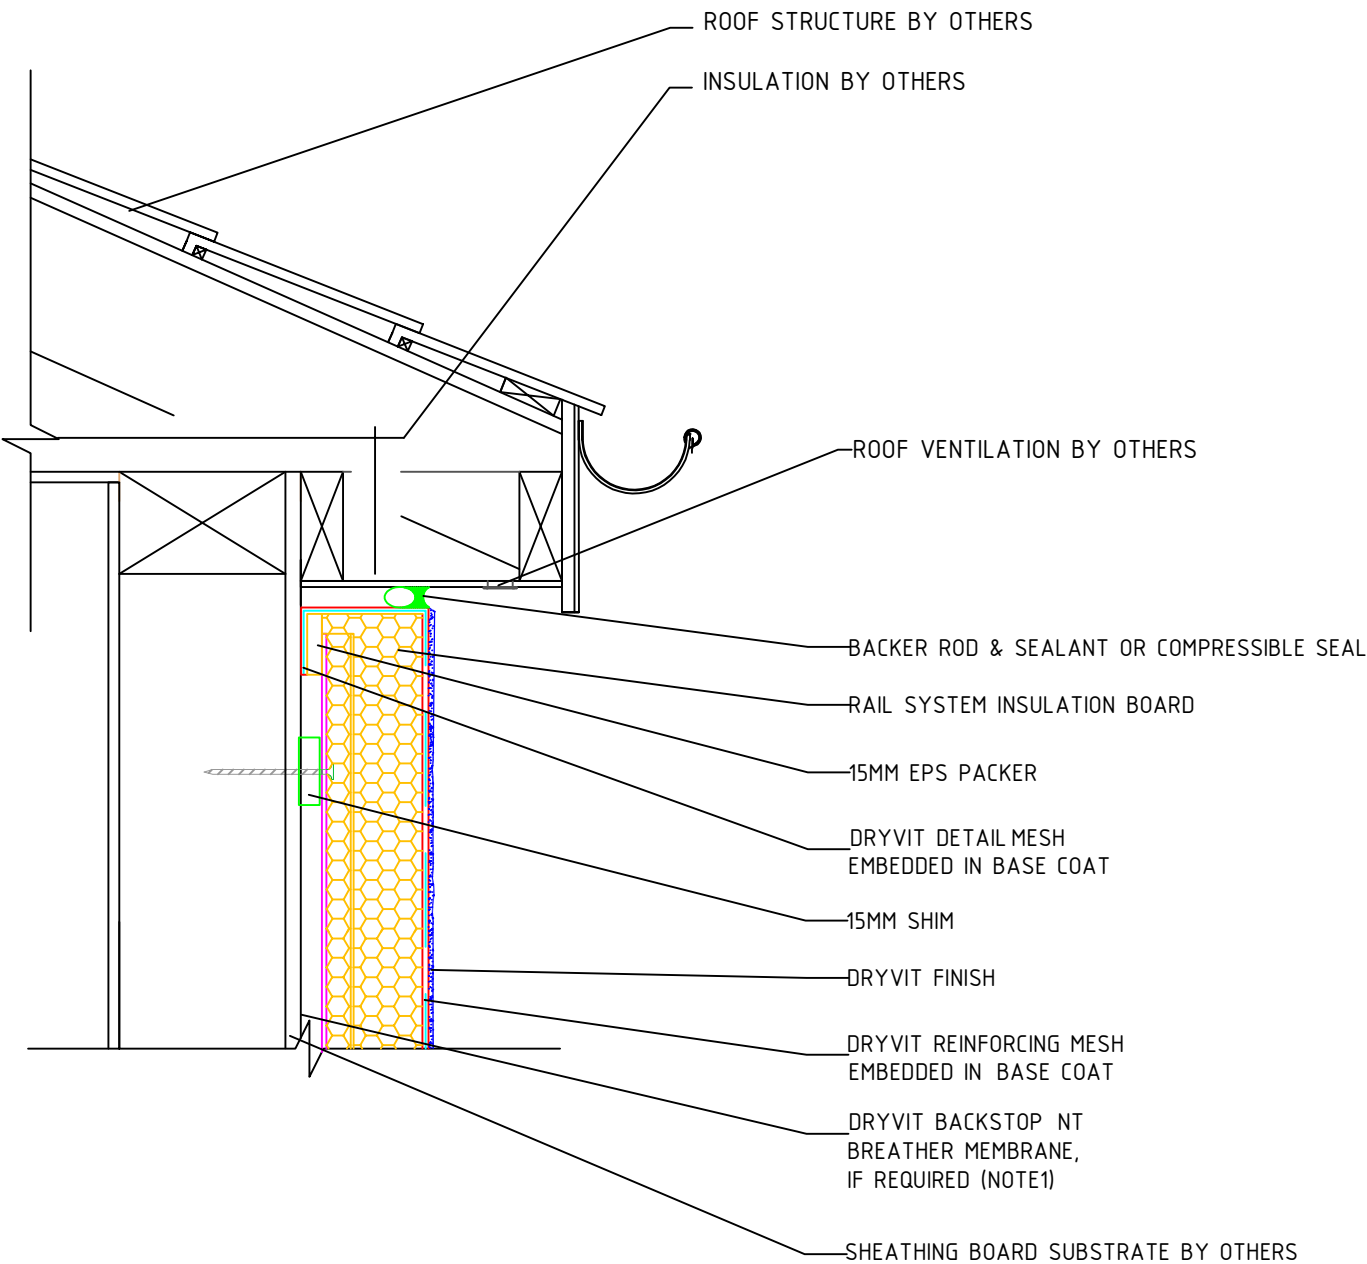 ROOF STRUCTURE BY OTHERS
INSULATION BY OTHERS
ROOF VENTILATION BY OTHERS
BACKER ROD & SEALANT OR COMPRESSIBLE SEAL
RAIL SYSTEM INSULATION BOARD
15MM EPS PACKER
DRYVIT DETAIL MESH
EMBEDDED IN BASE COAT
15MM SHIM
DRYVIT FINISH
DRYVIT REINFORCING MESH
EMBEDDED IN BASE COAT
DRYVIT BACKSTOP NT
BREATHER MEMBRANE,
IF REQUIRED (NOTE1)
SHEATHING BOARD SUBSTRATE BY OTHERS